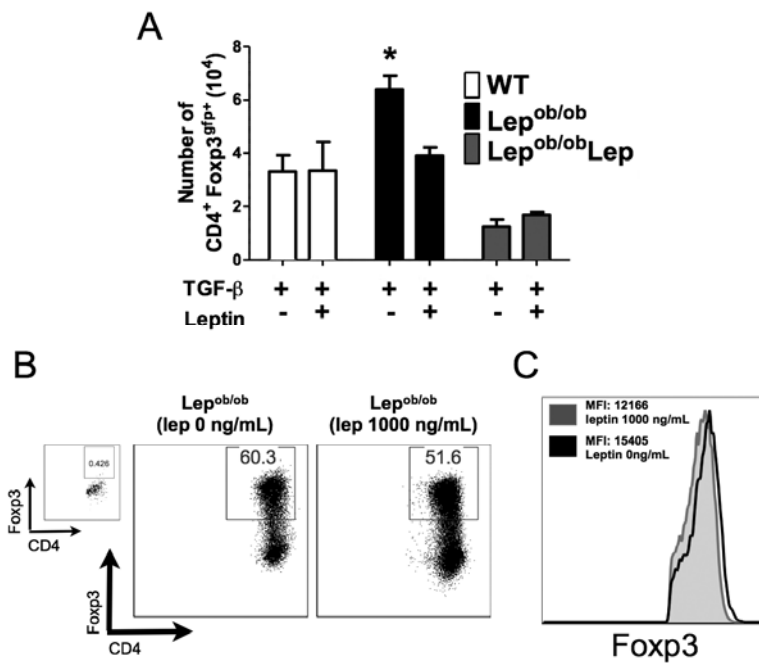 A
Number of
CD4⁺ Foxp3ᵍᶠᵖ⁺ (10⁴)
8
6
4
2
0
*
WT
Lepᵒᵇ/ᵒᵇ
Lepᵒᵇ/ᵒᵇLep
TGF-β + + + + + +
Leptin - + - + - +
B
Lepᵒᵇ/ᵒᵇ
(lep 0 ng/mL)
Lepᵒᵇ/ᵒᵇ
(lep 1000 ng/mL)
0.426
60.3
51.6
Foxp3
CD4
Foxp3
CD4
C
MFI: 12166
leptin 1000 ng/mL
MFI: 15405
Leptin 0ng/mL
Foxp3